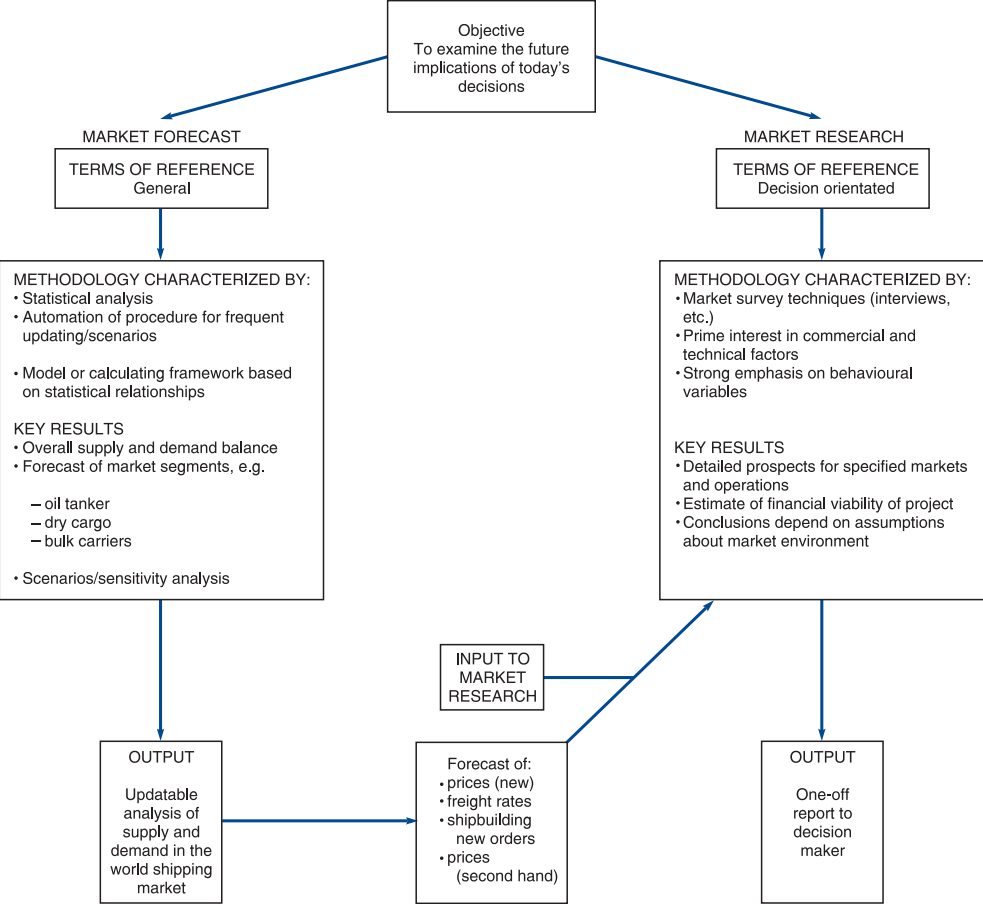 Objective
To examine the future
implications of today's
decisions
MARKET FORECAST
TERMS OF REFERENCE
General
METHODOLOGY CHARACTERIZED BY:
• Statistical analysis
• Automation of procedure for frequent
updating/scenarios
• Model or calculating framework based
on statistical relationships
KEY RESULTS
• Overall supply and demand balance
• Forecast of market segments, e.g.
– oil tanker
– dry cargo
– bulk carriers
• Scenarios/sensitivity analysis
OUTPUT
Updatable
analysis of
supply and
demand in the
world shipping
market
Forecast of:
• prices (new)
• freight rates
• shipbuilding
new orders
• prices
(second hand)
INPUT TO
MARKET
RESEARCH
MARKET RESEARCH
TERMS OF REFERENCE
Decision orientated
METHODOLOGY CHARACTERIZED BY:
• Market survey techniques (interviews,
etc.)
• Prime interest in commercial and
technical factors
• Strong emphasis on behavioural
variables
KEY RESULTS
• Detailed prospects for specified markets
and operations
• Estimate of financial viability of project
• Conclusions depend on assumptions
about market environment
OUTPUT
One-off
report to
decision
maker